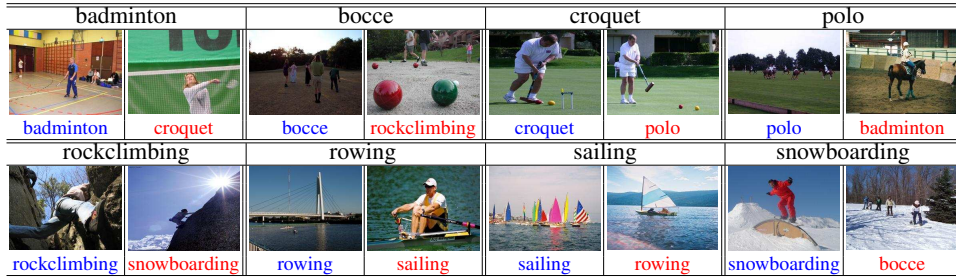 badminton bocce croquet polo
badminton croquet bocce rockclimbing croquet polo polo badminton
rockclimbing rowing sailing snowboarding
rockclimbing snowboarding rowing sailing sailing rowing snowboarding bocce